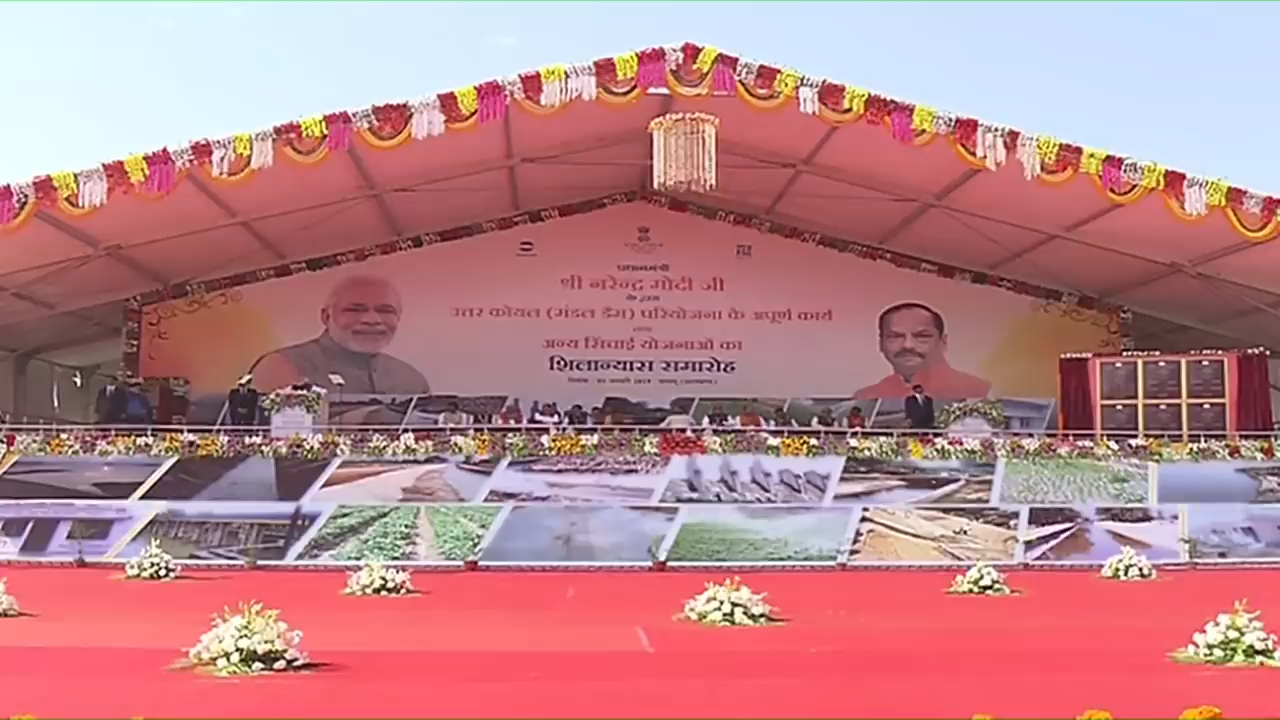 प्रधानमंत्री
श्री नरेन्द्र मोदी जी
के द्वारा
उत्तर कोयल (मंडल डैम) परियोजना के अपूर्ण कार्य
तथा
अन्य सिंचाई योजनाओं का
शिलान्यास समारोह